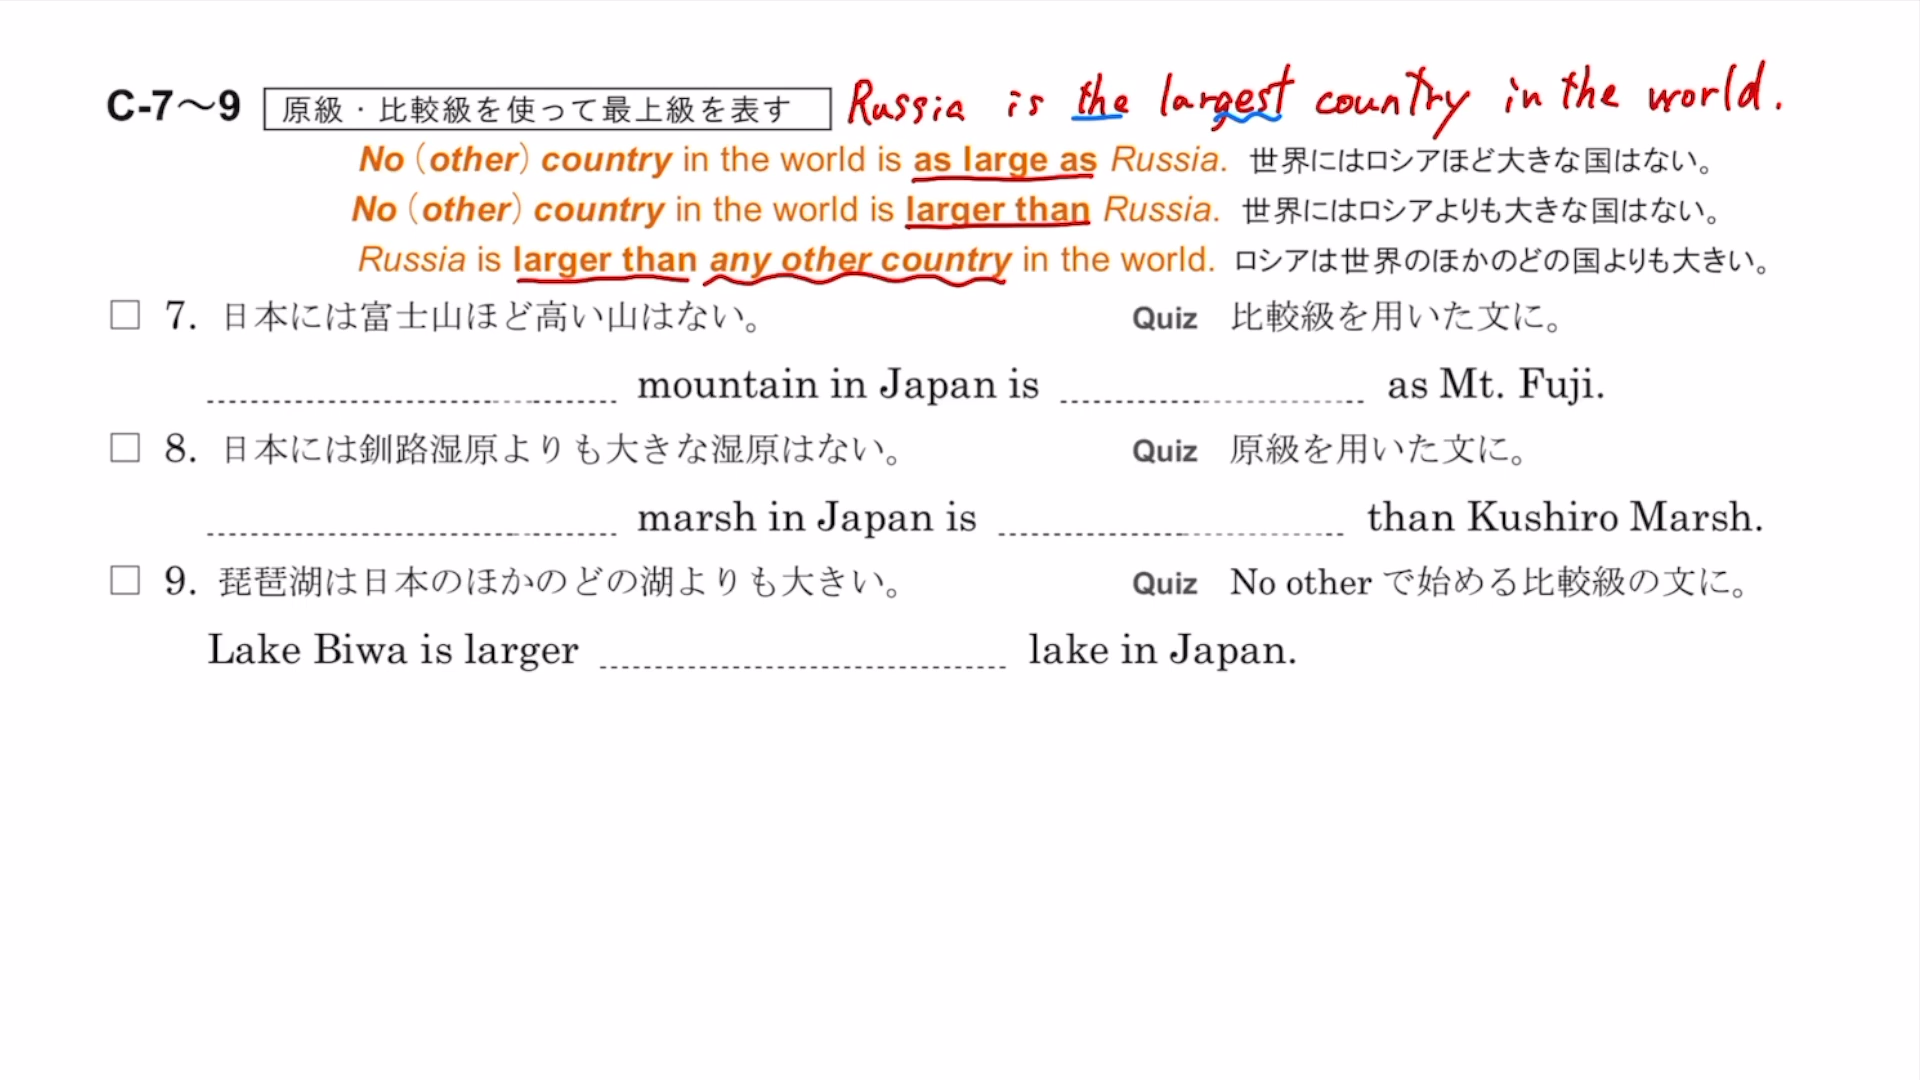 C-7～9 原級・比較級を使って最上級を表す Russia is the largest country in the world.
No (other) country in the world is as large as Russia. 世界にはロシアほど大きな国はない。
No (other) country in the world is larger than Russia. 世界にはロシアよりも大きな国はない。
Russia is larger than any other country in the world. ロシアは世界のほかのどの国よりも大きい。
□ 7. 日本には富士山ほど高い山はない。 Quiz 比較級を用いた文に。
mountain in Japan is as Mt. Fuji.
□ 8. 日本には釧路湿原よりも大きな湿原はない。 Quiz 原級を用いた文に。
marsh in Japan is than Kushiro Marsh.
□ 9. 琵琶湖は日本のほかのどの湖よりも大きい。 Quiz No other で始める比較級の文に。
Lake Biwa is larger lake in Japan.